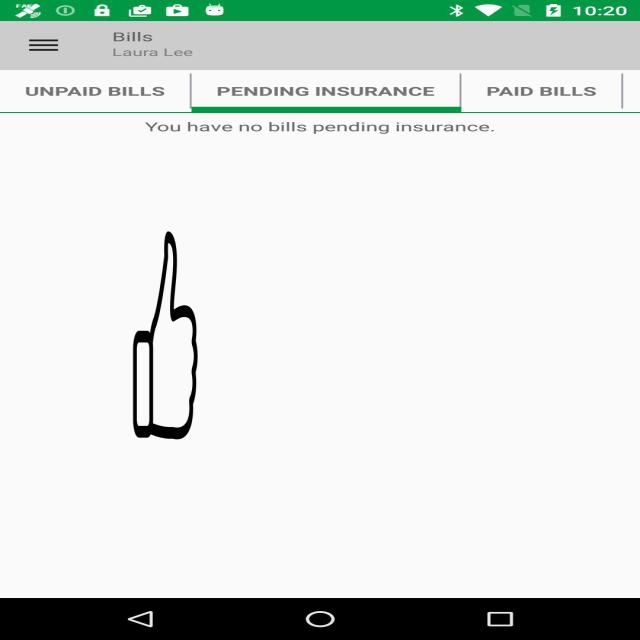 10:20
Bills
Laura Lee
UNPAID BILLS
PENDING INSURANCE
PAID BILLS
You have no bills pending insurance.